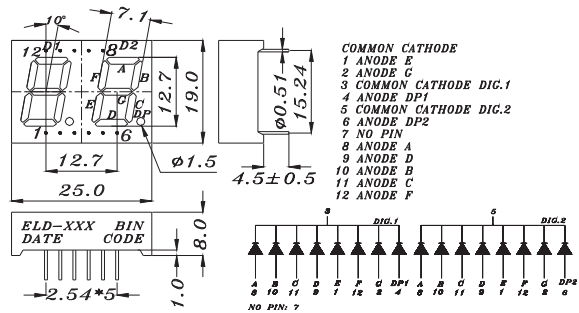 10°
7.1
12 D1 8 D2
A
F B
G
E C
D DP
1 6
12.7
19.0
12.7
ø1.5
25.0
ø0.51
15.24
4.5±0.5
COMMON CATHODE
1 ANODE E
2 ANODE G
3 COMMON CATHODE DIG.1
4 ANODE DP1
5 COMMON CATHODE DIG.2
6 ANODE DP2
7 NO PIN
8 ANODE A
9 ANODE D
10 ANODE B
11 ANODE C
12 ANODE F
ELD-XXX BIN
DATE CODE
8.0
2.54*5
1.0
3 5
DIG.1 DIG.2
A B C D E F G DP1 A B C D E F G DP2
8 10 11 9 1 12 2 4 8 10 11 9 1 12 2 6
NO PIN: 7